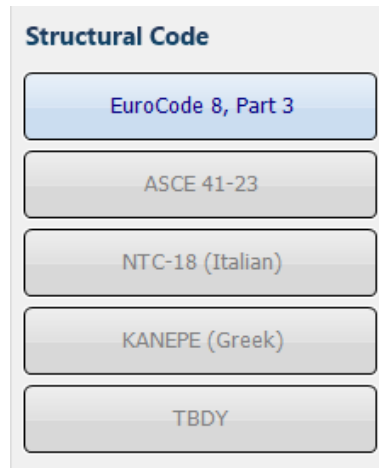 Structural Code
EuroCode 8, Part 3
ASCE 41-23
NTC-18 (Italian)
KANEPE (Greek)
TBDY